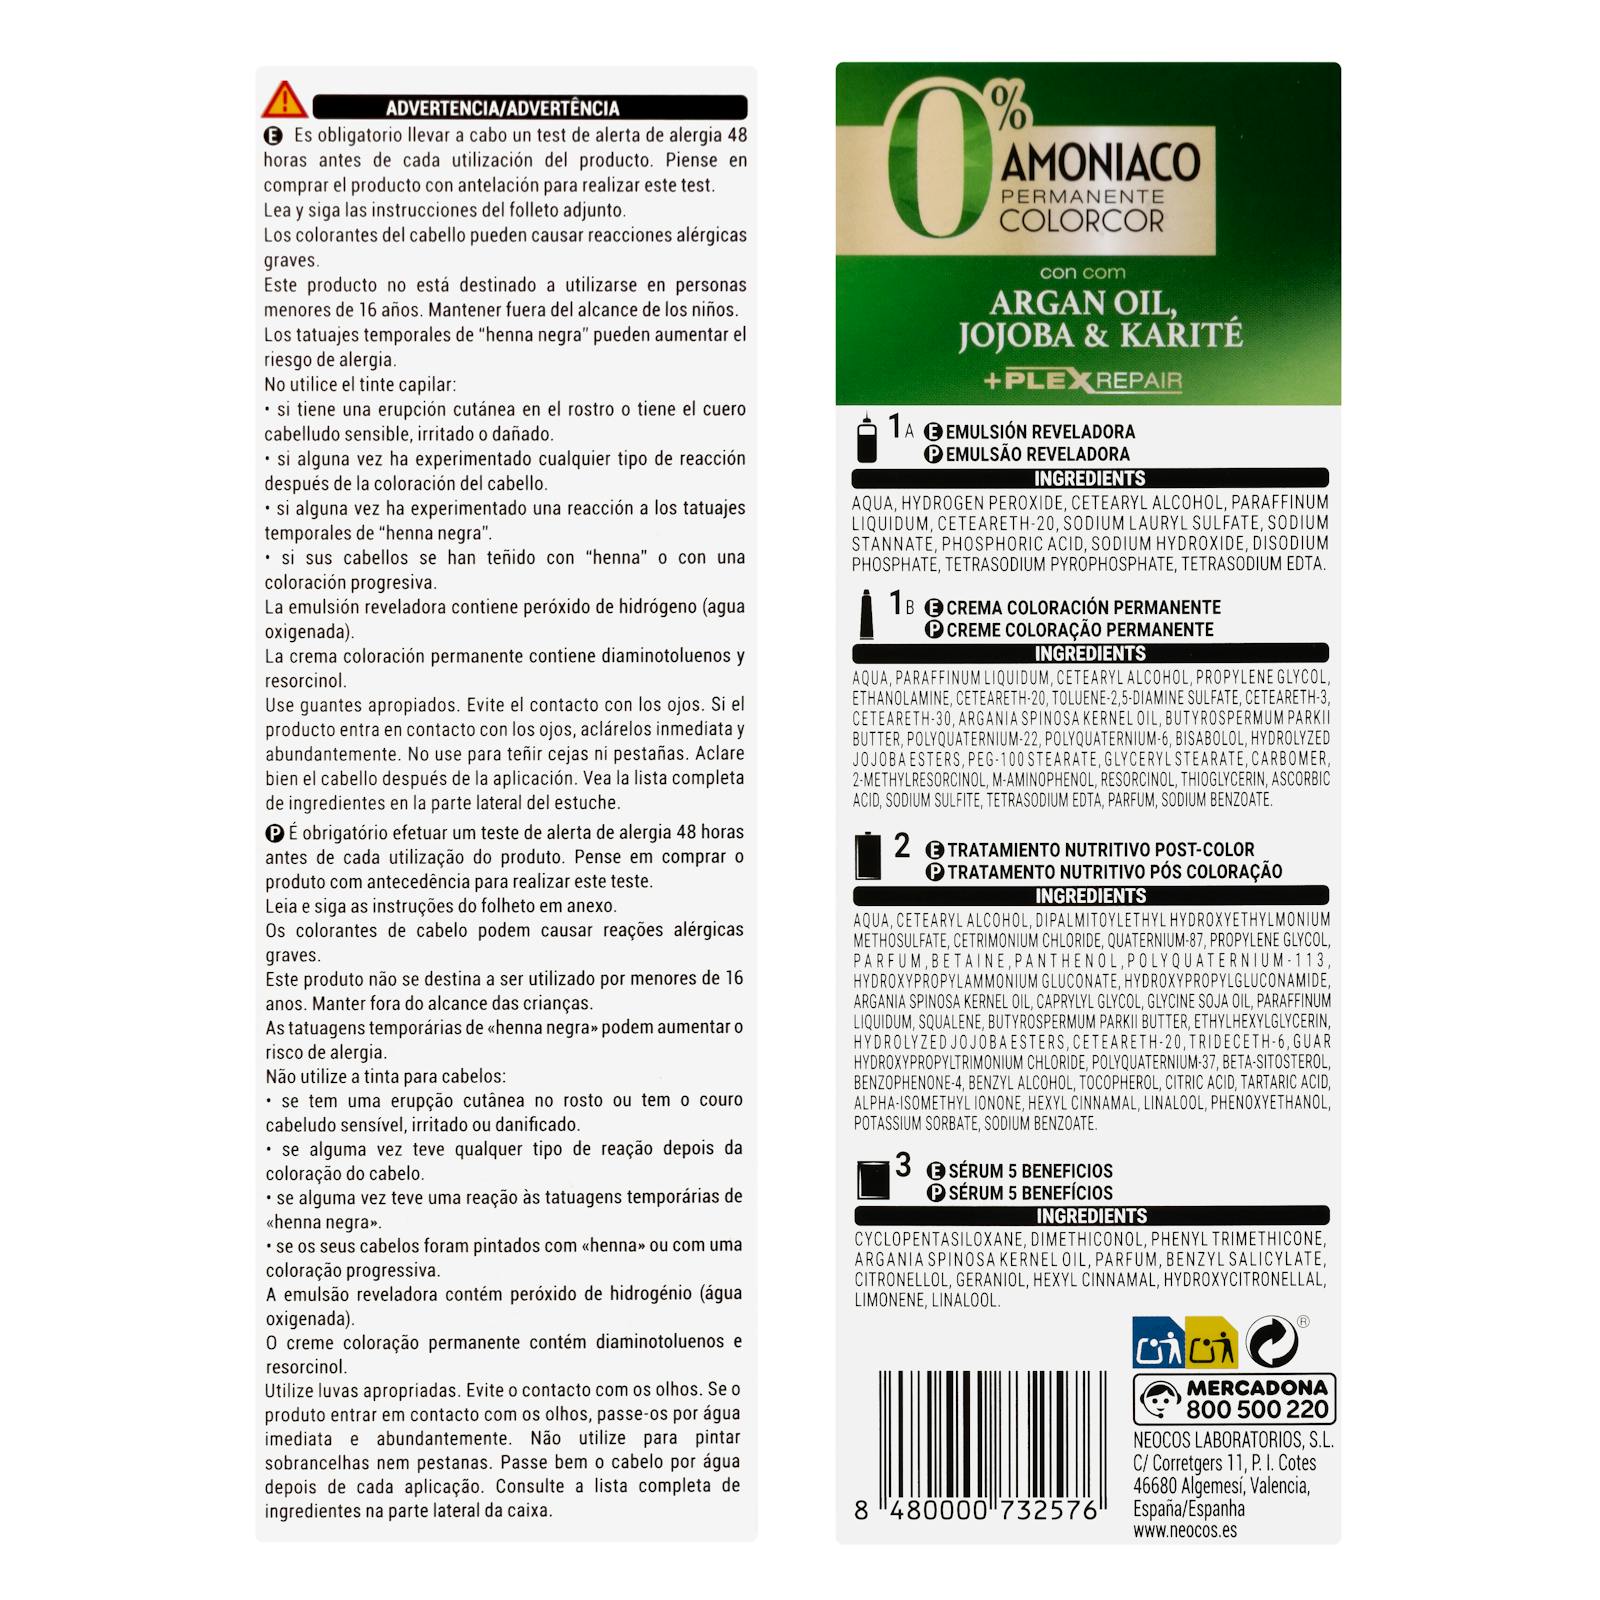 ADVERTENCIA/ADVERTÊNCIA
E Es obligatorio llevar a cabo un test de alerta de alergia 48
horas antes de cada utilización del producto. Piense en
comprar el producto con antelación para realizar este test.
Lea y siga las instrucciones del folleto adjunto.
Los colorantes del cabello pueden causar reacciones alérgicas
graves.
Este producto no está destinado a utilizarse en personas
menores de 16 años. Mantener fuera del alcance de los niños.
Los tatuajes temporales de “henna negra” pueden aumentar el
riesgo de alergia.
No utilice el tinte capilar:
• si tiene una erupción cutánea en el rostro o tiene el cuero
cabelludo sensible, irritado o dañado.
• si alguna vez ha experimentado cualquier tipo de reacción
después de la coloración del cabello.
• si alguna vez ha experimentado una reacción a los tatuajes
temporales de “henna negra”.
• si sus cabellos se han teñido con “henna” o con una
coloración progresiva.
La emulsión reveladora contiene peróxido de hidrógeno (agua
oxigenada).
La crema coloración permanente contiene diaminotoluenos y
resorcinol.
Use guantes apropiados. Evite el contacto con los ojos. Si el
producto entra en contacto con los ojos, aclárelos inmediata y
abundantemente. No use para teñir cejas ni pestañas. Aclare
bien el cabello después de la aplicación. Vea la lista completa
de ingredientes en la parte lateral del estuche.
P É obrigatório efetuar um teste de alerta de alergia 48 horas
antes de cada utilização do produto. Pense em comprar o
produto com antecedência para realizar este teste.
Leia e siga as instruções do folheto em anexo.
Os colorantes de cabelo podem causar reações alérgicas
graves.
Este produto não se destina a ser utilizado por menores de 16
anos. Manter fora do alcance das crianças.
As tatuagens temporárias de «henna negra» podem aumentar o
risco de alergia.
Não utilize a tinta para cabelos:
• se tem uma erupção cutânea no rosto ou tem o couro
cabeludo sensível, irritado ou danificado.
• se alguma vez teve qualquer tipo de reação depois da
coloração do cabelo.
• se alguma vez teve uma reação às tatuagens temporárias de
«henna negra».
• se os seus cabelos foram pintados com «henna» ou com uma
coloração progressiva.
A emulsão reveladora contém peróxido de hidrogénio (água
oxigenada).
O creme coloração permanente contém diaminotoluenos e
resorcinol.
Utilize luvas apropriadas. Evite o contacto com os olhos. Se o
produto entrar em contacto com os olhos, passe-os por água
imediata e abundantemente. Não utilize para pintar
sobrancelhas nem pestanas. Passe bem o cabelo por água
depois de cada aplicação. Consulte a lista completa de
ingredientes na parte lateral da caixa.
0%
AMONIACO
PERMANENTE
COLORCOR
con com
ARGAN OIL,
JOJOBA & KARITÉ
+PLEXREPAIR
1A E EMULSIÓN REVELADORA
P EMULSÃO REVELADORA
INGREDIENTS
AQUA, HYDROGEN PEROXIDE, CETEARYL ALCOHOL, PARAFFINUM
LIQUIDUM, CETEARETH-20, SODIUM LAURYL SULFATE, SODIUM
STANNATE, PHOSPHORIC ACID, SODIUM HYDROXIDE, DISODIUM
PHOSPHATE, TETRASODIUM PYROPHOSPHATE, TETRASODIUM EDTA.
1B E CREMA COLORACIÓN PERMANENTE
P CREME COLORAÇÃO PERMANENTE
INGREDIENTS
AQUA, PARAFFINUM LIQUIDUM, CETEARYL ALCOHOL, PROPYLENE GLYCOL,
ETHANOLAMINE, CETEARETH-20, TOLUENE-2,5-DIAMINE SULFATE, CETEARETH-3,
CETEARETH-30, ARGANIA SPINOSA KERNEL OIL, BUTYROSPERMUM PARKII
BUTTER, POLYQUATERNIUM-22, POLYQUATERNIUM-6, BISABOLOL, HYDROLYZED
JOJOBA ESTERS, PEG-100 STEARATE, GLYCERYL STEARATE, CARBOMER,
2-METHYLRESORCINOL, M-AMINOPHENOL, RESORCINOL, THIOGLYCERIN, ASCORBIC
ACID, SODIUM SULFITE, TETRASODIUM EDTA, PARFUM, SODIUM BENZOATE.
2 E TRATAMIENTO NUTRITIVO POST-COLOR
P TRATAMENTO NUTRITIVO PÓS COLORAÇÃO
INGREDIENTS
AQUA, CETEARYL ALCOHOL, DIPALMITOYLETHYL HYDROXYETHYLMONIUM
METHOSULFATE, CETRIMONIUM CHLORIDE, QUATERNIUM-87, PROPYLENE GLYCOL,
PARFUM, BETAINE, PANTHENOL, POLYQUATERNIUM-113,
HYDROXYPROPYLAMMONIUM GLUCONATE, HYDROXYPROPYLGLUCONAMIDE,
ARGANIA SPINOSA KERNEL OIL, CAPRYLYL GLYCOL, GLYCINE SOJA OIL, PARAFFINUM
LIQUIDUM, SQUALENE, BUTYROSPERMUM PARKII BUTTER, ETHYLHEXYLGLYCERIN,
HYDROLYZED JOJOBA ESTERS, CETEARETH-20, TRIDECETH-6, GUAR
HYDROXYPROPYLTRIMONIUM CHLORIDE, POLYQUATERNIUM-37, BETA-SITOSTEROL,
BENZOPHENONE-4, BENZYL ALCOHOL, TOCOPHEROL, CITRIC ACID, TARTARIC ACID,
ALPHA-ISOMETHYL IONONE, HEXYL CINNAMAL, LINALOOL, PHENOXYETHANOL,
POTASSIUM SORBATE, SODIUM BENZOATE.
3 E SÉRUM 5 BENEFICIOS
P SÉRUM 5 BENEFÍCIOS
INGREDIENTS
CYCLOPENTASILOXANE, DIMETHICONOL, PHENYL TRIMETHICONE,
ARGANIA SPINOSA KERNEL OIL, PARFUM, BENZYL SALICYLATE,
CITRONELLOL, GERANIOL, HEXYL CINNAMAL, HYDROXYCITRONELLAL,
LIMONENE, LINALOOL.
®
MERCADONA
800 500 220
NEOCOS LABORATORIOS, S.L.
C/ Corretgers 11, P. I. Cotes
46680 Algemesí, Valencia,
España/Espanha
www.neocos.es
8 480000 732576